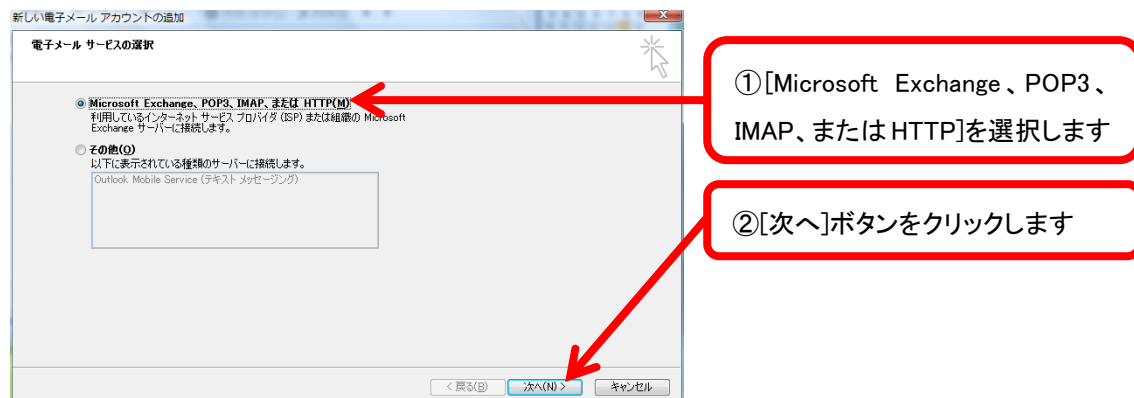 新しい電子メール アカウントの追加
電子メール サービスの選択
Microsoft Exchange、POP3、IMAP、または HTTP(M)
利用しているインターネット サービス プロバイダ (ISP) または組織の Microsoft
Exchange サーバーに接続します。
その他(O)
以下に表示されている種類のサーバーに接続します。
Outlook Mobile Service (テキスト メッセージング)
< 戻る(B)
次へ(N) >
キャンセル
①[Microsoft Exchange、POP3、
IMAP、または HTTP]を選択します
②[次へ]ボタンをクリックします